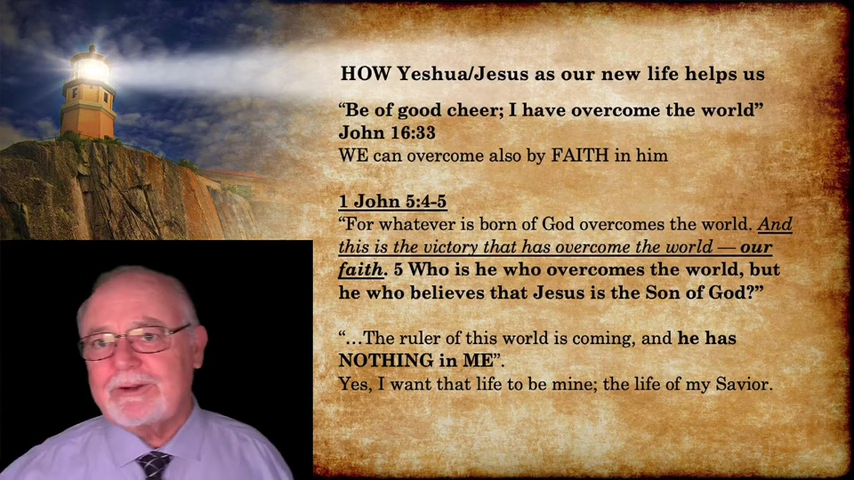 HOW Yeshua/Jesus as our new life helps us
“Be of good cheer; I have overcome the world”
John 16:33
WE can overcome also by FAITH in him
1 John 5:4-5
“For whatever is born of God overcomes the world. And
this is the victory that has overcome the world — our
faith. 5 Who is he who overcomes the world, but
he who believes that Jesus is the Son of God?”
“…The ruler of this world is coming, and he has
NOTHING in ME”.
Yes, I want that life to be mine; the life of my Savior.